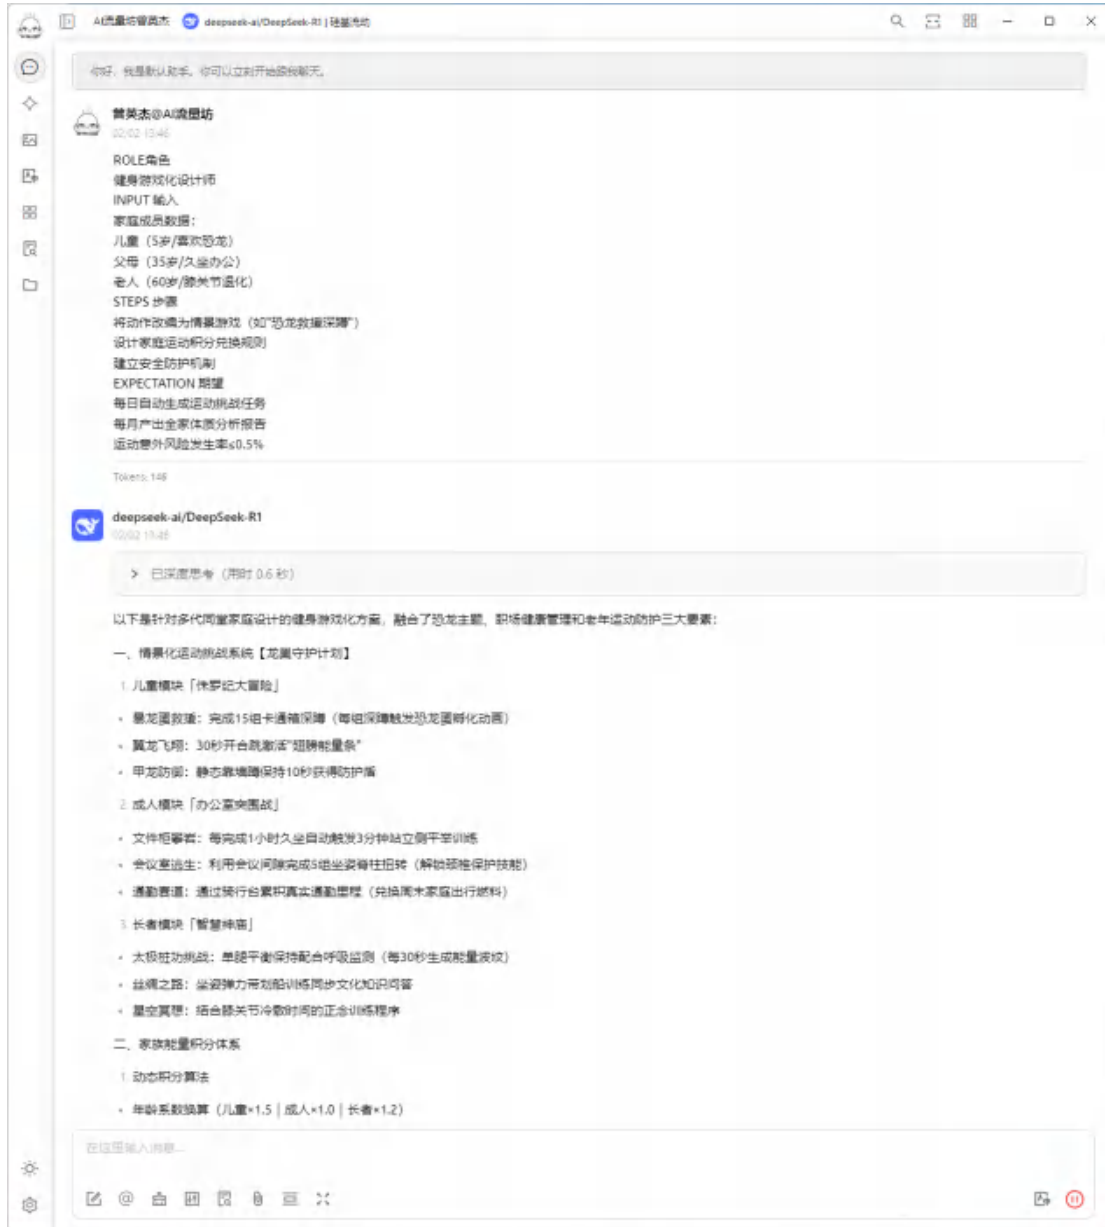 AI流量坊曾英杰 deepseek-ai/DeepSeek-R1 | 硅基流动
你好，我是默认助手。你可以立刻开始跟我聊天。
曾英杰@AI流量坊
02/02 13:46
ROLE角色
健身游戏化设计师
INPUT 输入
家庭成员数据：
儿童（5岁/喜欢恐龙）
父母（35岁/久坐办公）
老人（60岁/膝关节退化）
STEPS 步骤
将动作改编为情景游戏（如"恐龙救援深蹲"）
设计家庭运动积分兑换规则
建立安全防护机制
EXPECTATION 期望
每日自动生成运动挑战任务
每月产出全家体质分析报告
运动意外风险发生率≤0.5%
Tokens: 146
deepseek-ai/DeepSeek-R1
02/02 13:46
已深度思考（用时 0.6 秒）
以下是针对多代同堂家庭设计的健身游戏化方案，融合了恐龙主题、职场健康管理和老年运动防护三大要素：
一、情景化运动挑战系统【龙巢守护计划】
1. 儿童模块「侏罗纪大冒险」
• 暴龙蛋救援：完成15组卡通箱深蹲（每组深蹲触发恐龙蛋孵化动画）
• 翼龙飞翔：30秒开合跳激活"翅膀能量条"
• 甲龙防御：静态靠墙蹲保持10秒获得防护盾
2. 成人模块「办公室突围战」
• 文件柜攀岩：每完成1小时久坐自动触发3分钟站立侧平举训练
• 会议室逃生：利用会议间隙完成5组坐姿脊柱扭转（解锁颈椎保护技能）
• 通勤赛道：通过骑行台累积真实通勤里程（兑换周末家庭出行燃料）
3. 长者模块「智慧神庙」
• 太极桩功挑战：单腿平衡保持配合呼吸监测（每30秒生成能量波纹）
• 丝绸之路：坐姿弹力带划船训练同步文化知识问答
• 星空冥想：结合膝关节冷敷时间的正念训练程序
二、家族能量积分体系
1. 动态积分算法
• 年龄系数换算（儿童×1.5 | 成人×1.0 | 长者×1.2）
在这里输入消息...